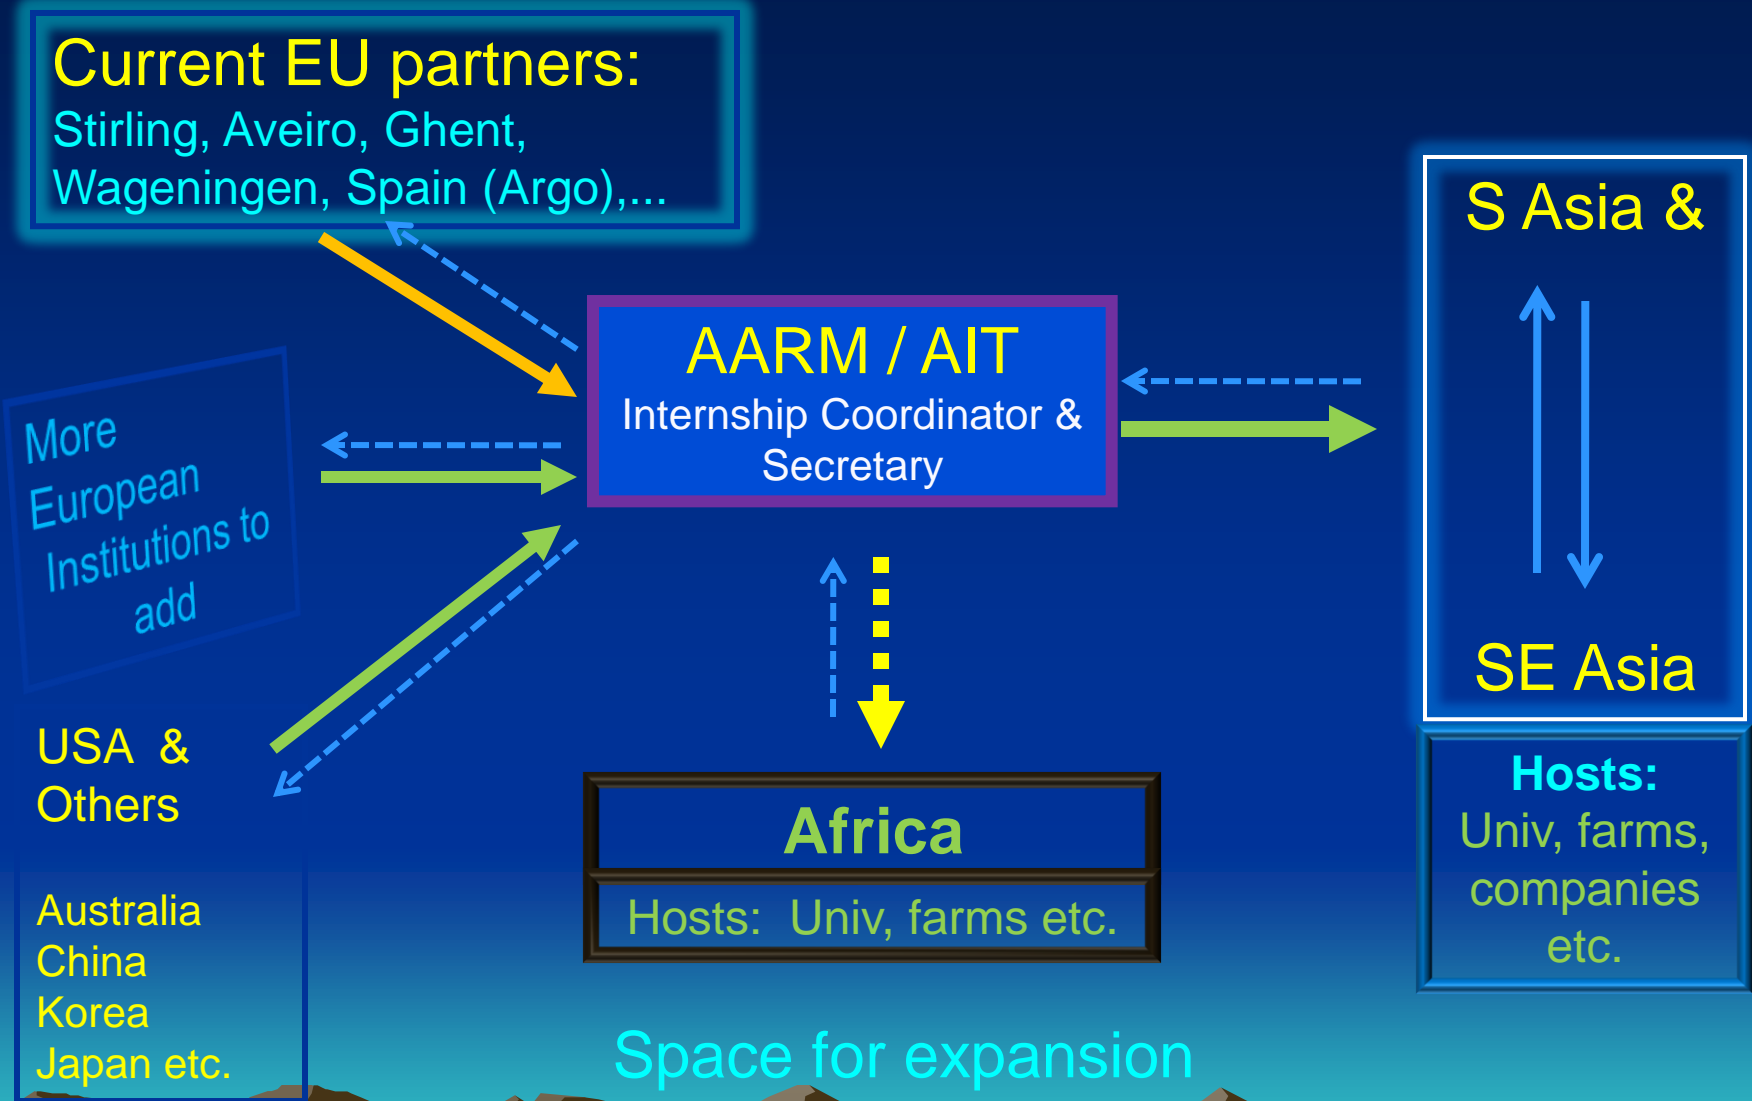 Current EU partners:
Stirling, Aveiro, Ghent,
Wageningen, Spain (Argo),...
More
European
Institutions to
add
USA & 
Others
Australia
China
Korea
Japan etc.
AARM / AIT
Internship Coordinator &
Secretary
Africa
Hosts: Univ, farms etc.
Space for expansion
S Asia &
SE Asia
Hosts:
Univ, farms,
companies
etc.